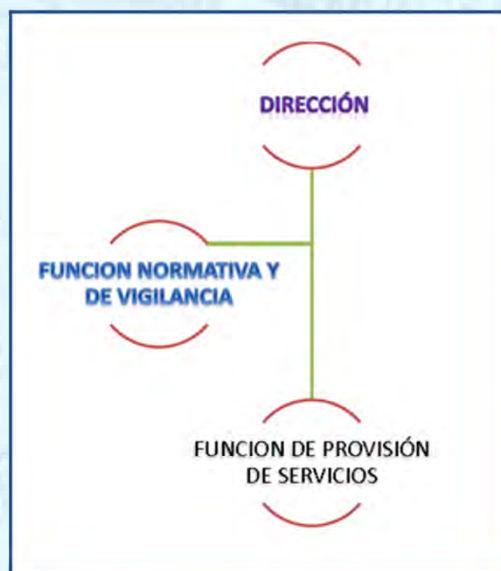 DIRECCIÓN
FUNCION NORMATIVA Y
DE VIGILANCIA
FUNCION DE PROVISIÓN
DE SERVICIOS